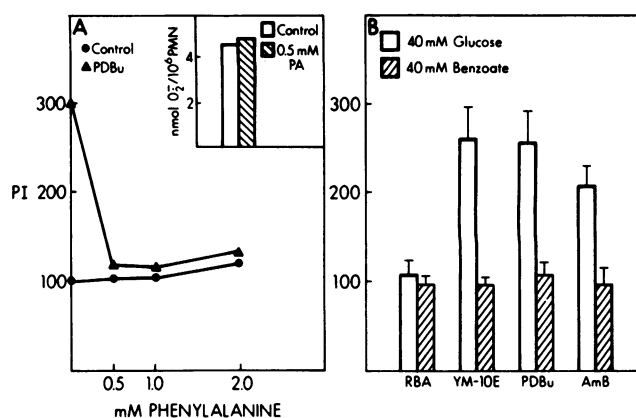 A
Control
PDBu
nmol O₂⁻/10⁶ PMN
4
2
Control
0.5 mM
PA
300
PI
200
100
0.5
1.0
2.0
mM PHENYLALANINE
B
40 mM Glucose
40 mM Benzoate
300
200
100
RBA
YM-10E
PDBu
AmB